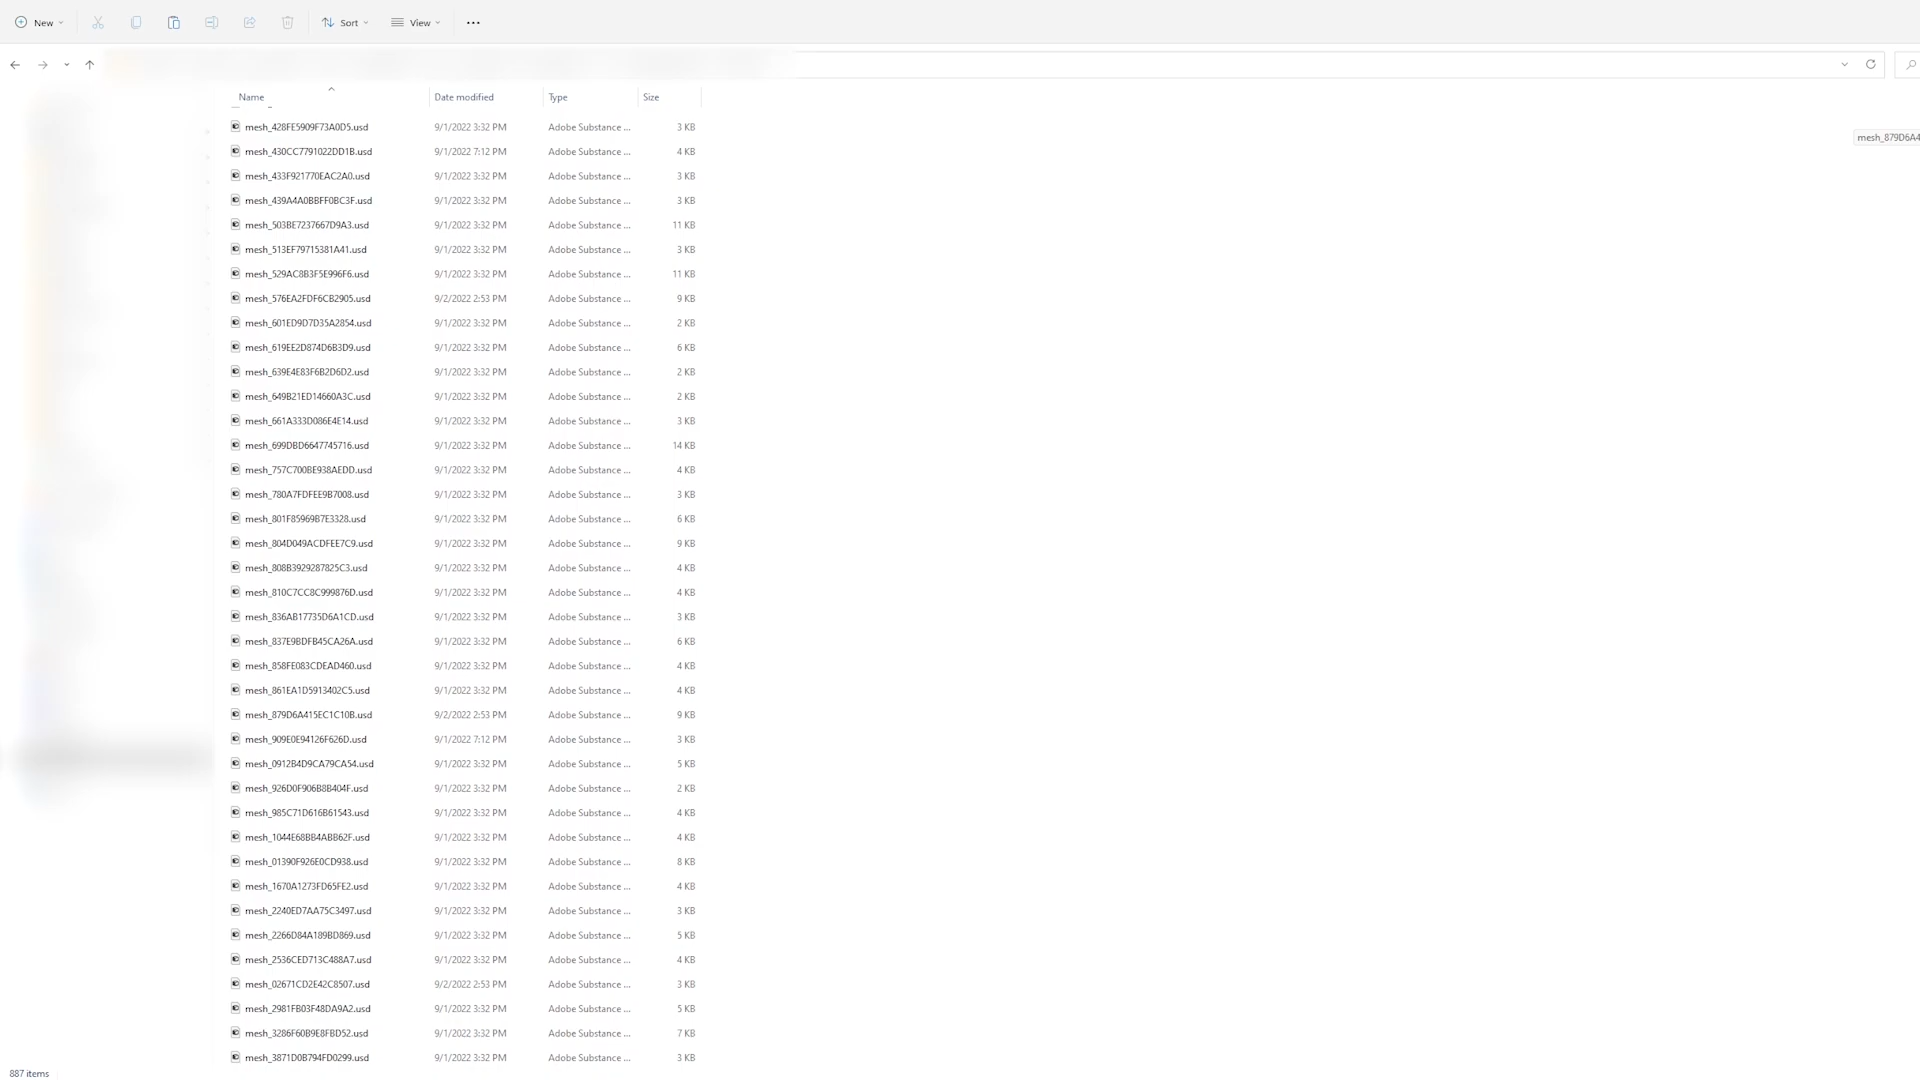 New
Sort
View
Name Date modified Type Size
mesh_428FE5909F73A0D5.usd 9/1/2022 3:32 PM Adobe Substance ... 3 KB
mesh_879D6A4
mesh_430CC7791022DD1B.usd 9/1/2022 7:12 PM Adobe Substance ... 4 KB
mesh_433F921770EAC2A0.usd 9/1/2022 3:32 PM Adobe Substance ... 3 KB
mesh_439A4A0BBFF0BC3F.usd 9/1/2022 3:32 PM Adobe Substance ... 3 KB
mesh_503BE7237667D9A3.usd 9/1/2022 3:32 PM Adobe Substance ... 11 KB
mesh_513EF79715381A41.usd 9/1/2022 3:32 PM Adobe Substance ... 3 KB
mesh_529AC8B3F5E996F6.usd 9/1/2022 3:32 PM Adobe Substance ... 11 KB
mesh_576EA2FDF6CB2905.usd 9/2/2022 2:53 PM Adobe Substance ... 9 KB
mesh_601ED9D7D35A2854.usd 9/1/2022 3:32 PM Adobe Substance ... 2 KB
mesh_619EE2D874D6B3D9.usd 9/1/2022 3:32 PM Adobe Substance ... 6 KB
mesh_639E4E83F6B2D6D2.usd 9/1/2022 3:32 PM Adobe Substance ... 2 KB
mesh_649B21ED14660A3C.usd 9/1/2022 3:32 PM Adobe Substance ... 2 KB
mesh_661A333D086E4E14.usd 9/1/2022 3:32 PM Adobe Substance ... 3 KB
mesh_699DBD6647745716.usd 9/1/2022 3:32 PM Adobe Substance ... 14 KB
mesh_757C700BE938AEDD.usd 9/1/2022 3:32 PM Adobe Substance ... 4 KB
mesh_780A7FDFEE9B7008.usd 9/1/2022 3:32 PM Adobe Substance ... 3 KB
mesh_801F85969B7E3328.usd 9/1/2022 3:32 PM Adobe Substance ... 6 KB
mesh_804D049ACDFEE7C9.usd 9/1/2022 3:32 PM Adobe Substance ... 9 KB
mesh_808B3929287825C3.usd 9/1/2022 3:32 PM Adobe Substance ... 4 KB
mesh_810C7CC8C999876D.usd 9/1/2022 3:32 PM Adobe Substance ... 4 KB
mesh_836AB17735D6A1CD.usd 9/1/2022 3:32 PM Adobe Substance ... 3 KB
mesh_837E9BDFB45CA26A.usd 9/1/2022 3:32 PM Adobe Substance ... 6 KB
mesh_858FE083CDEAD460.usd 9/1/2022 3:32 PM Adobe Substance ... 4 KB
mesh_861EA1D5913402C5.usd 9/1/2022 3:32 PM Adobe Substance ... 4 KB
mesh_879D6A415EC1C10B.usd 9/2/2022 2:53 PM Adobe Substance ... 9 KB
mesh_909E0E94126F626D.usd 9/1/2022 7:12 PM Adobe Substance ... 3 KB
mesh_0912B4D9CA79CA54.usd 9/1/2022 3:32 PM Adobe Substance ... 5 KB
mesh_926D0F906B8B404F.usd 9/1/2022 3:32 PM Adobe Substance ... 2 KB
mesh_985C71D616B61543.usd 9/1/2022 3:32 PM Adobe Substance ... 4 KB
mesh_1044E68BB4ABB62F.usd 9/1/2022 3:32 PM Adobe Substance ... 4 KB
mesh_01390F926E0CD938.usd 9/1/2022 3:32 PM Adobe Substance ... 8 KB
mesh_1670A1273FD65FE2.usd 9/1/2022 3:32 PM Adobe Substance ... 4 KB
mesh_2240ED7AA75C3497.usd 9/1/2022 3:32 PM Adobe Substance ... 3 KB
mesh_2266D84A189BD869.usd 9/1/2022 3:32 PM Adobe Substance ... 5 KB
mesh_2536CED713C488A7.usd 9/1/2022 3:32 PM Adobe Substance ... 4 KB
mesh_02671CD2E42C8507.usd 9/2/2022 2:53 PM Adobe Substance ... 3 KB
mesh_2981FB03F48DA9A2.usd 9/1/2022 3:32 PM Adobe Substance ... 5 KB
mesh_3286F60B9E8FBD52.usd 9/1/2022 3:32 PM Adobe Substance ... 7 KB
mesh_3871D0B794FD0299.usd 9/1/2022 3:32 PM Adobe Substance ... 3 KB
887 items